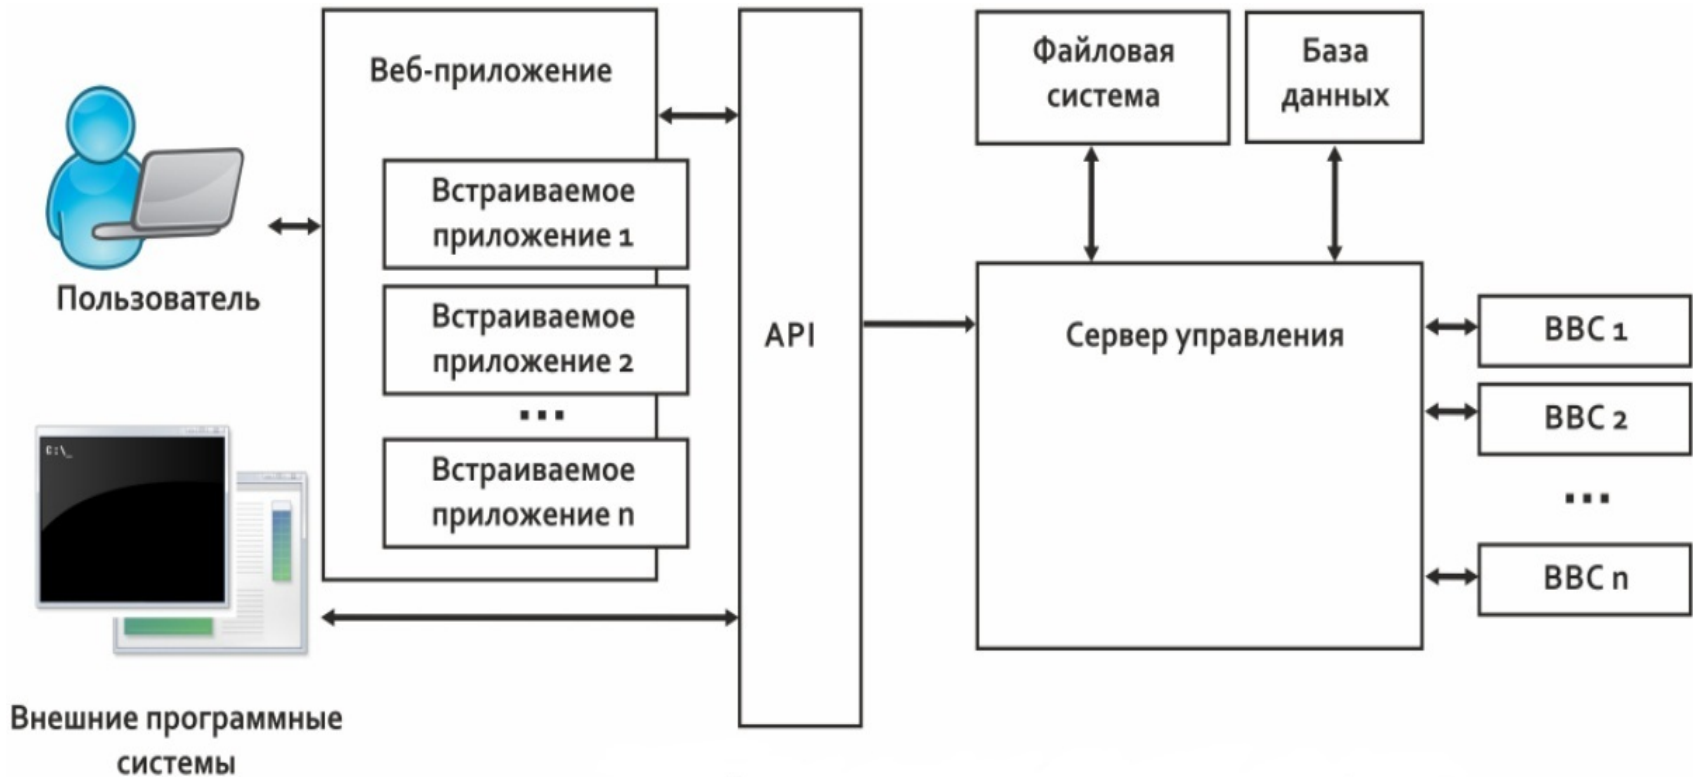 Веб-приложение
Встраиваемое
приложение 1
Встраиваемое
приложение 2
...
Встраиваемое
приложение n
Пользователь
C:\_
Внешние программные
системы
API
Файловая
система
База
данных
Сервер управления
ВВС 1
ВВС 2
...
ВВС n